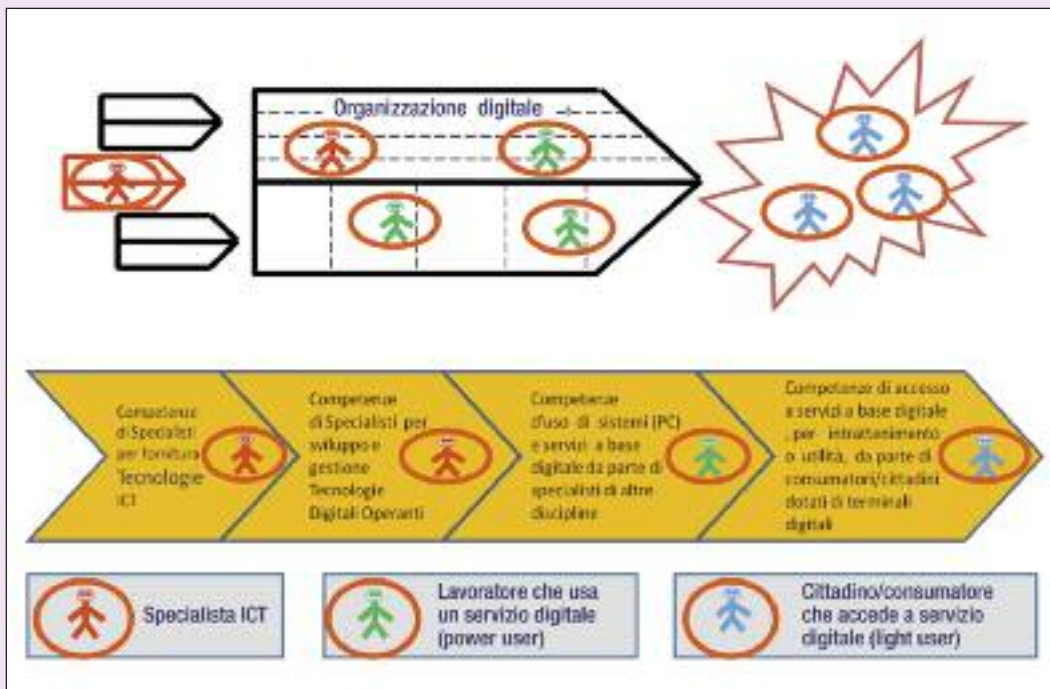 Organizzazione digitale
Competenze
di Specialisti
per fornitura
Tecnologie
ICT
Competenze
di Specialisti per
sviluppo e
gestione
Tecnologie
Digitali Operanti
Competenze
d'uso di sistemi (PC)
e servizi a base
digitale da parte di
specialisti di altre
discipline
Competenze di accesso
a servizi a base digitale
, per intrattenimento
o utilità, da parte di
consumatori/cittadini
dotati di terminali
digitali
Specialista ICT
Lavoratore che usa
un servizio digitale
(power user)
Cittadino/consumatore
che accede a servizio
digitale (light user)